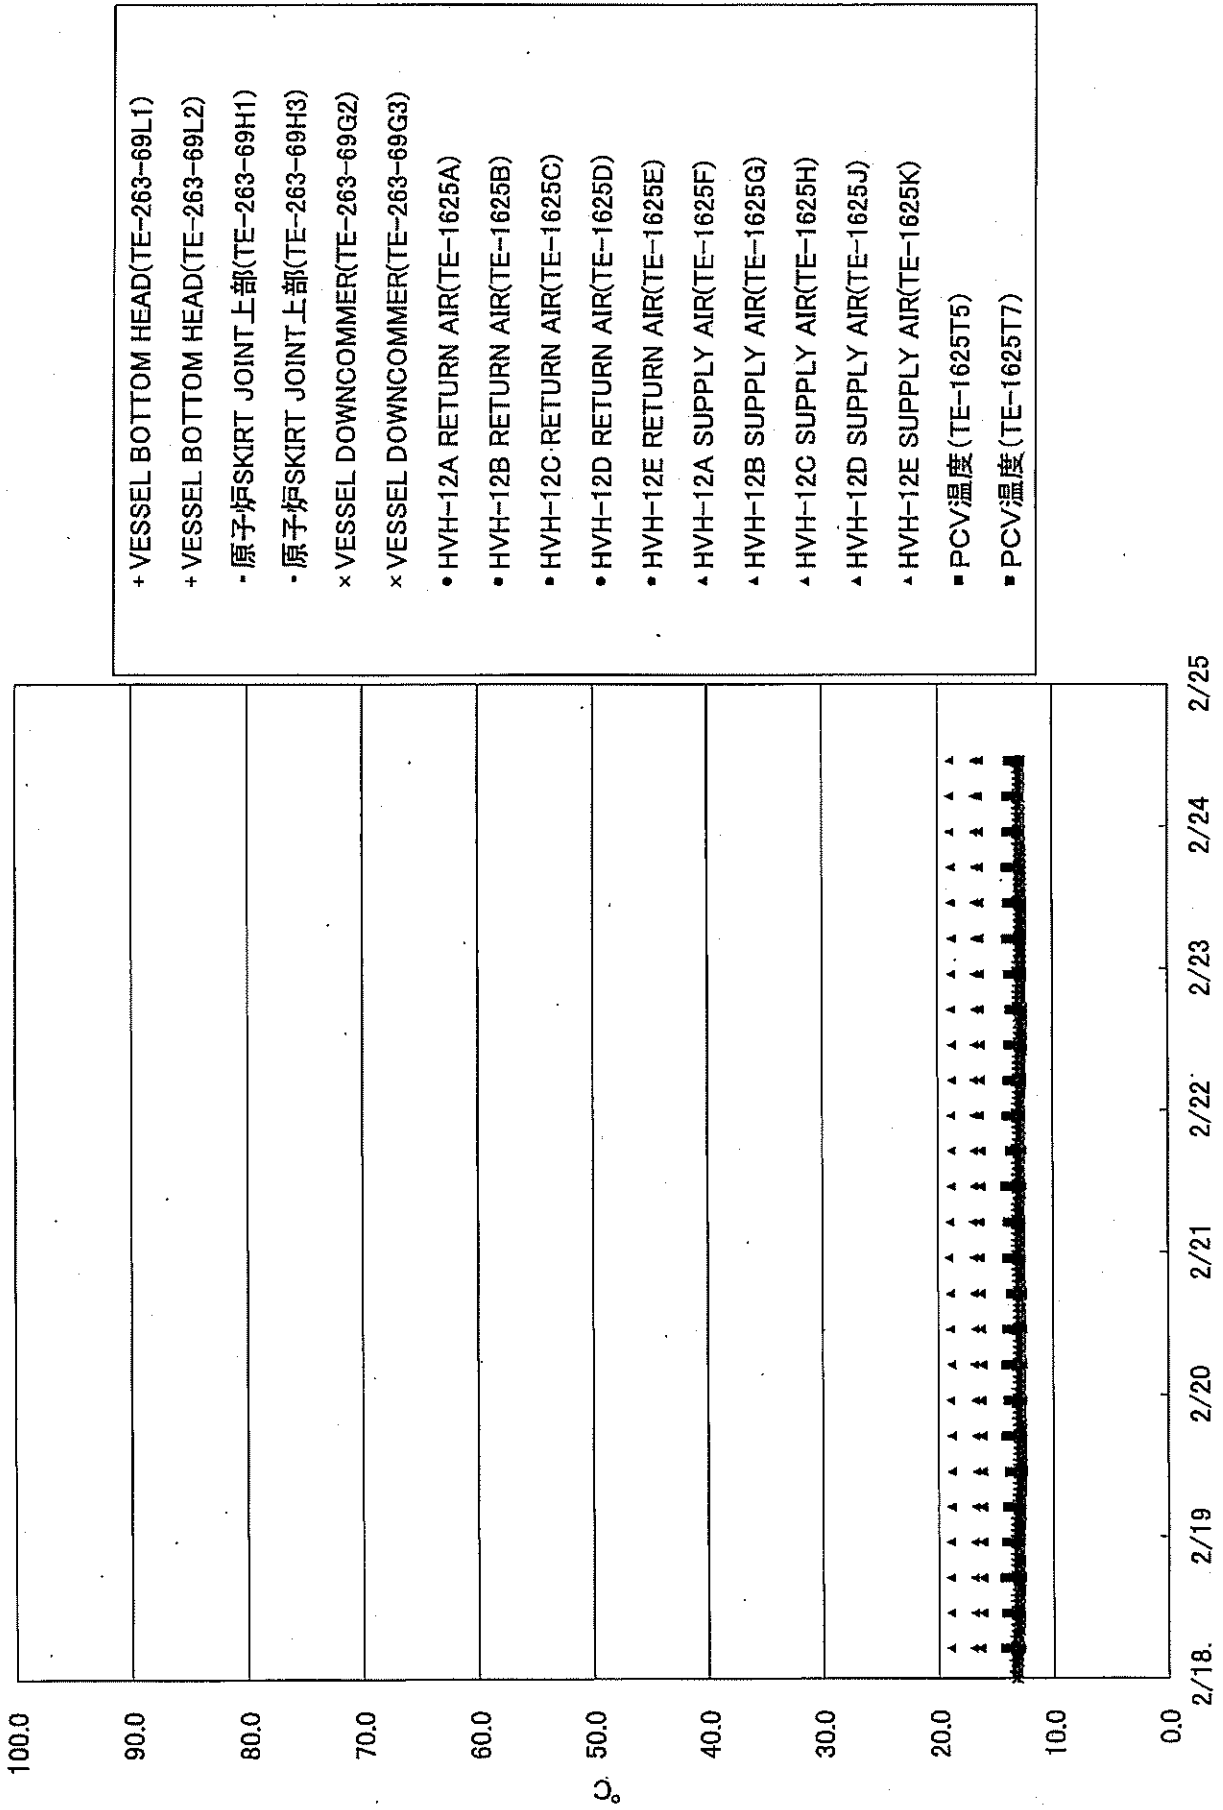 ℃
100.0
90.0
80.0
70.0
60.0
50.0
40.0
30.0
20.0
10.0
0.0
2/18
2/19
2/20
2/21
2/22
2/23
2/24
2/25
+ VESSEL BOTTOM HEAD(TE-263-69L1)
+ VESSEL BOTTOM HEAD(TE-263-69L2)
- 原子炉SKIRT JOINT上部(TE-263-69H1)
- 原子炉SKIRT JOINT上部(TE-263-69H3)
× VESSEL DOWNCOMMER(TE-263-69G2)
× VESSEL DOWNCOMMER(TE-263-69G3)
● HVH-12A RETURN AIR(TE-1625A)
● HVH-12B RETURN AIR(TE-1625B)
● HVH-12C RETURN AIR(TE-1625C)
● HVH-12D RETURN AIR(TE-1625D)
● HVH-12E RETURN AIR(TE-1625E)
▲ HVH-12A SUPPLY AIR(TE-1625F)
▲ HVH-12B SUPPLY AIR(TE-1625G)
▲ HVH-12C SUPPLY AIR(TE-1625H)
▲ HVH-12D SUPPLY AIR(TE-1625J)
▲ HVH-12E SUPPLY AIR(TE-1625K)
■ PCV温度(TE-1625T5)
■ PCV温度(TE-1625T7)